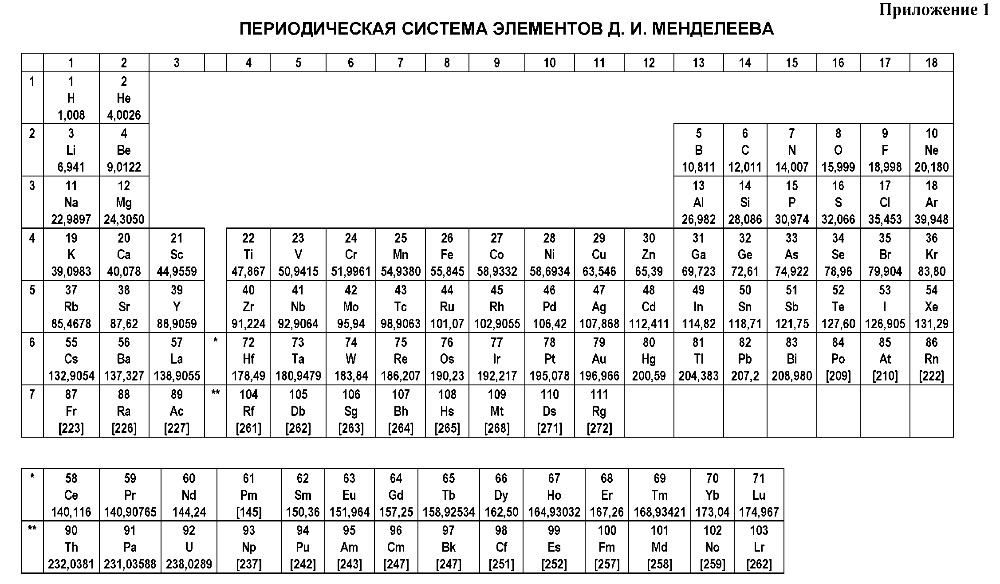 Приложение 1
ПЕРИОДИЧЕСКАЯ СИСТЕМА ЭЛЕМЕНТОВ Д. И. МЕНДЕЛЕЕВА
1 2 3 4 5 6 7 8 9 10 11 12 13 14 15 16 17 18
1 1 2
H He
1,008 4,0026
2 3 4 5 6 7 8 9 10
Li Be B C N O F Ne
6,941 9,0122 10,811 12,011 14,007 15,999 18,998 20,180
3 11 12 13 14 15 16 17 18
Na Mg Al Si P S Cl Ar
22,9897 24,3050 26,982 28,086 30,974 32,066 35,453 39,948
4 19 20 21 22 23 24 25 26 27 28 29 30 31 32 33 34 35 36
K Ca Sc Ti V Cr Mn Fe Co Ni Cu Zn Ga Ge As Se Br Kr
39,0983 40,078 44,9559 47,867 50,9415 51,9961 54,9380 55,845 58,9332 58,6934 63,546 65,39 69,723 72,61 74,922 78,96 79,904 83,80
5 37 38 39 40 41 42 43 44 45 46 47 48 49 50 51 52 53 54
Rb Sr Y Zr Nb Mo Tc Ru Rh Pd Ag Cd In Sn Sb Te I Xe
85,4678 87,62 88,9059 91,224 92,9064 95,94 98,9063 101,07 102,9055 106,42 107,868 112,411 114,82 118,71 121,75 127,60 126,905 131,29
6 55 56 57 * 72 73 74 75 76 77 78 79 80 81 82 83 84 85 86
Cs Ba La Hf Ta W Re Os Ir Pt Au Hg Tl Pb Bi Po At Rn
132,9054 137,327 138,9055 178,49 180,9479 183,84 186,207 190,23 192,217 195,078 196,966 200,59 204,383 207,2 208,980 [209] [210] [222]
7 87 88 89 ** 104 105 106 107 108 109 110 111
Fr Ra Ac Rf Db Sg Bh Hs Mt Ds Rg
[223] [226] [227] [261] [262] [263] [264] [265] [268] [271] [272]
* 58 59 60 61 62 63 64 65 66 67 68 69 70 71
Ce Pr Nd Pm Sm Eu Gd Tb Dy Ho Er Tm Yb Lu
140,116 140,90765 144,24 [145] 150,36 151,964 157,25 158,92534 162,50 164,93032 167,26 168,93421 173,04 174,967
** 90 91 92 93 94 95 96 97 98 99 100 101 102 103
Th Pa U Np Pu Am Cm Bk Cf Es Fm Md No Lr
232,0381 231,03588 238,0289 [237] [242] [243] [247] [247] [251] [252] [257] [258] [259] [262]